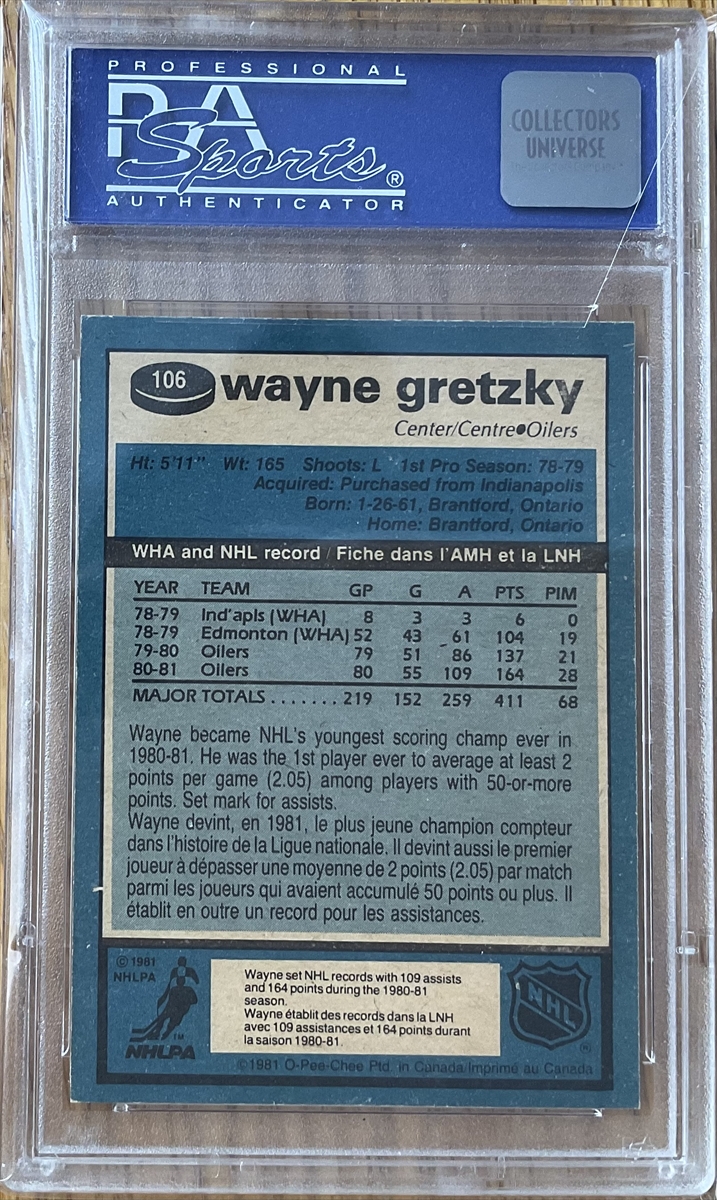 PROFESSIONAL
PSA
Sports®
AUTHENTICATOR
COLLECTORS
UNIVERSE
106
wayne gretzky
Center/Centre●Oilers
Ht: 5'11" Wt: 165 Shoots: L 1st Pro Season: 78-79
Acquired: Purchased from Indianapolis
Born: 1-26-61, Brantford, Ontario
Home: Brantford, Ontario
WHA and NHL record / Fiche dans l'AMH et la LNH
YEAR TEAM GP G A PTS PIM
78-79 Ind'apls (WHA) 8 3 3 6 0
78-79 Edmonton (WHA) 52 43 61 104 19
79-80 Oilers 79 51 86 137 21
80-81 Oilers 80 55 109 164 28
MAJOR TOTALS ....... 219 152 259 411 68
Wayne became NHL's youngest scoring champ ever in
1980-81. He was the 1st player ever to average at least 2
points per game (2.05) among players with 50-or-more
points. Set mark for assists.
Wayne devint, en 1981, le plus jeune champion compteur
dans l'histoire de la Ligue nationale. Il devint aussi le premier
joueur à dépasser une moyenne de 2 points (2.05) par match
parmi les joueurs qui avaient accumulé 50 points ou plus. Il
établit en outre un record pour les assistances.
© 1981
NHLPA
TM
NHLPA
Wayne set NHL records with 109 assists
and 164 points during the 1980-81
season.
Wayne établit des records dans la LNH
avec 109 assistances et 164 points durant
la saison 1980-81.
NHL
®
©1981 O-Pee-Chee Ptd. in Canada/Imprimé au Canada